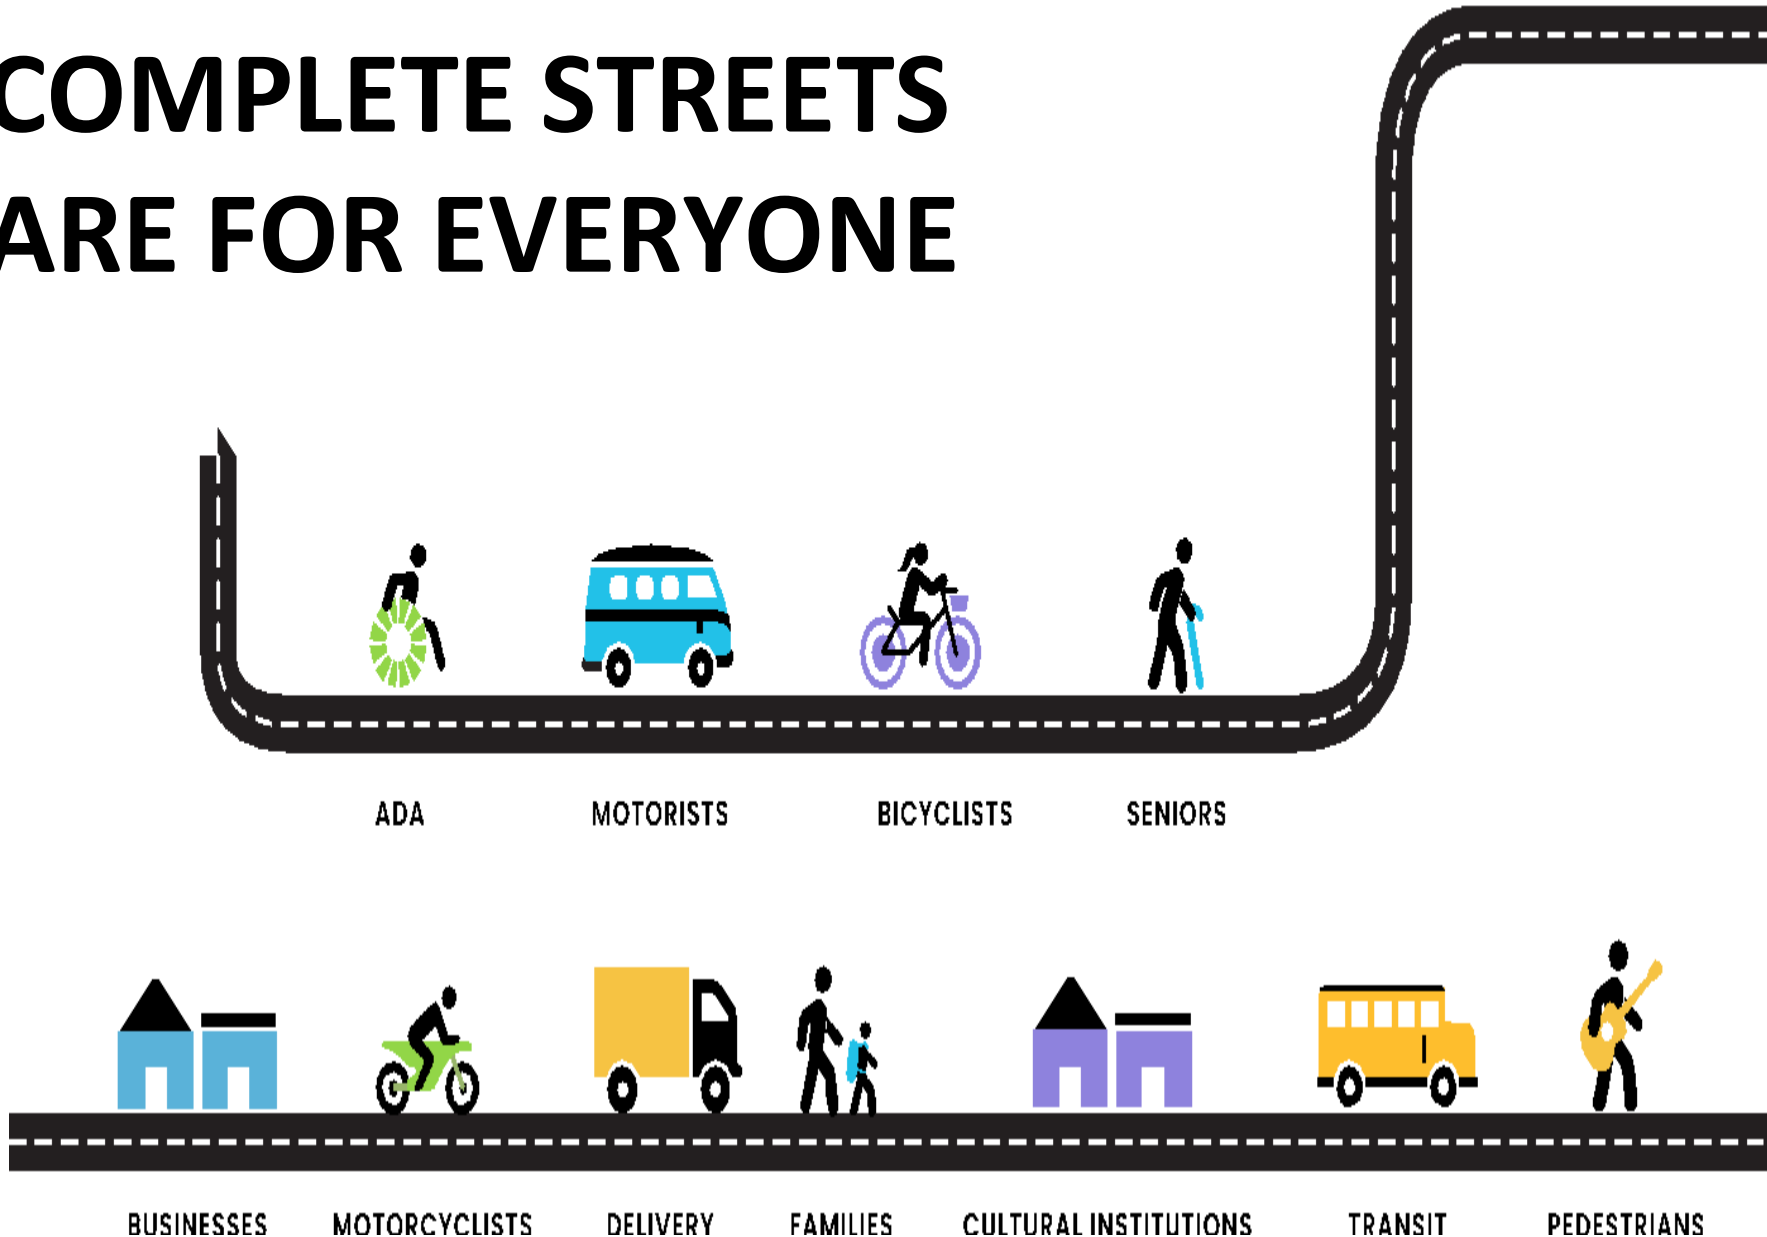 COMPLETE STREETS
ARE FOR EVERYONE
ADA MOTORISTS BICYCLISTS SENIORS
BUSINESSES MOTORCYCLISTS DELIVERY FAMILIES CULTURAL INSTITUTIONS TRANSIT PEDESTRIANS